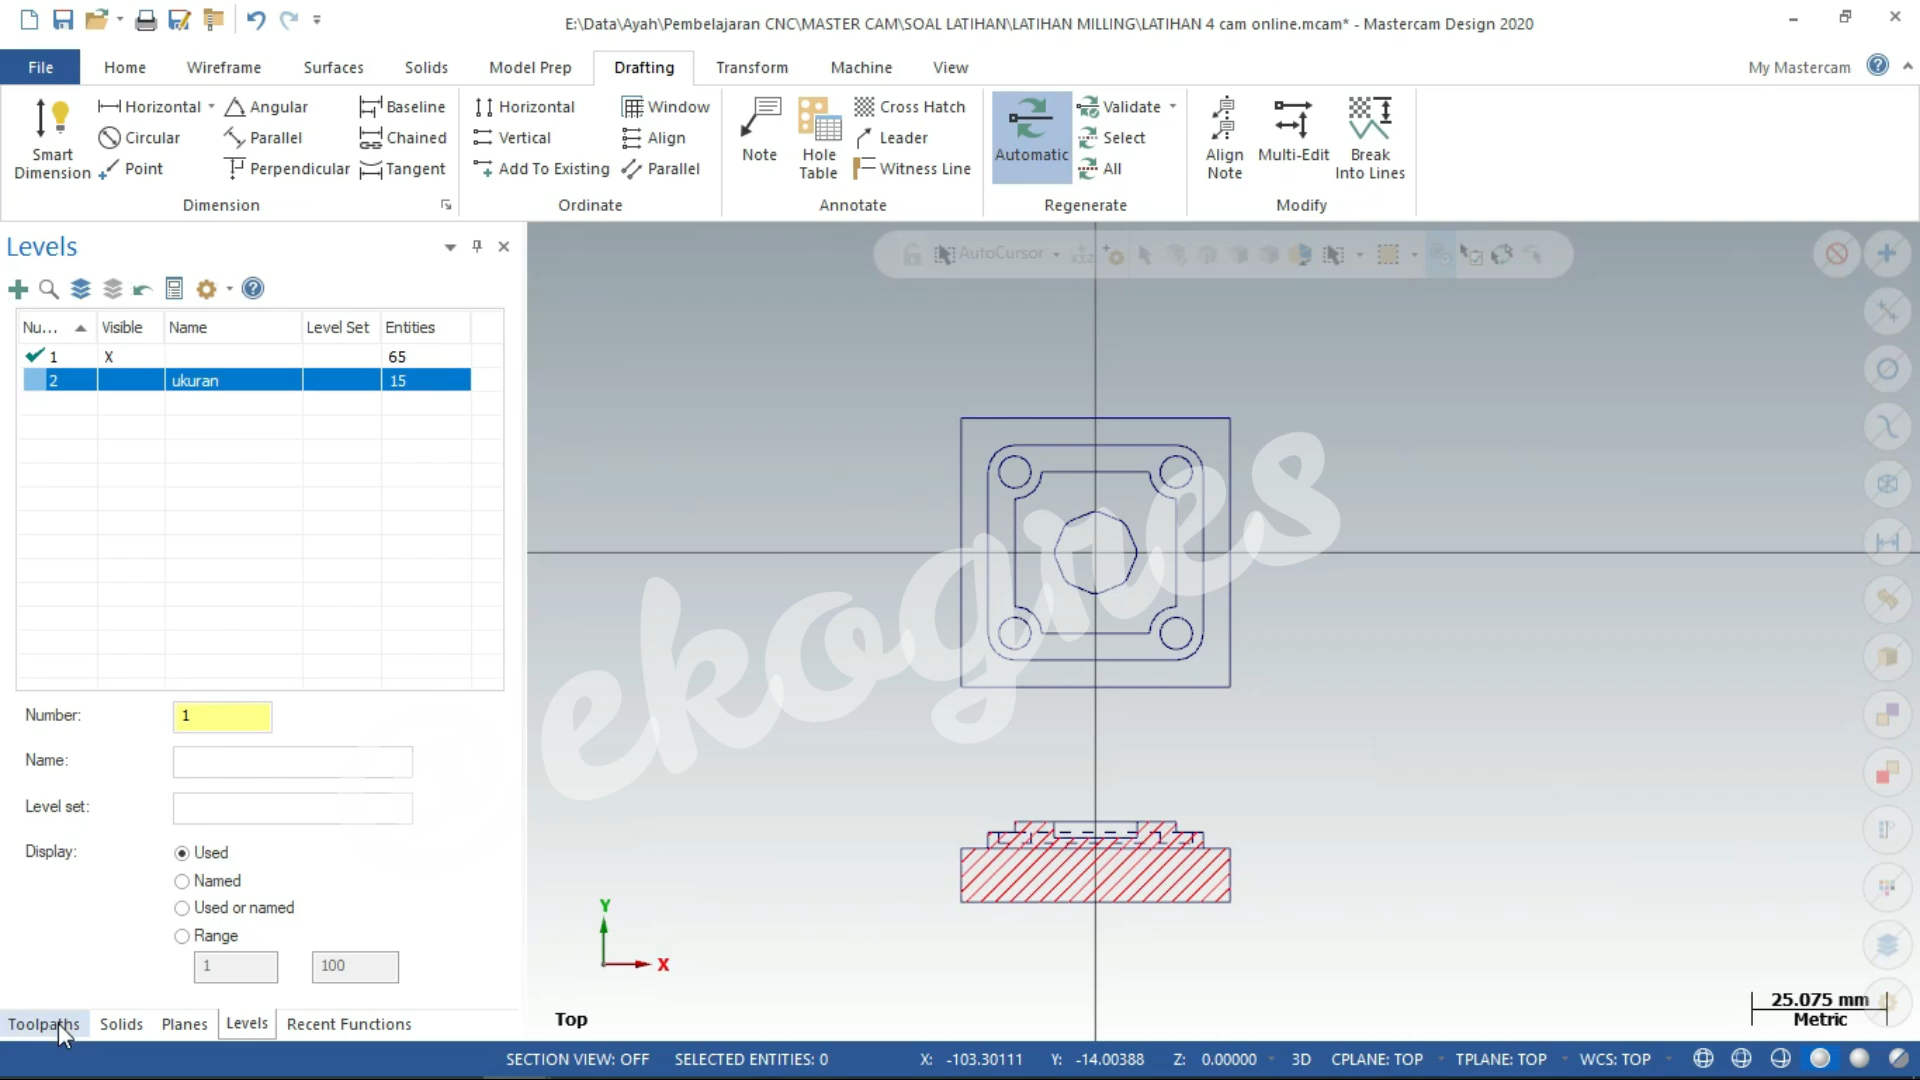 E:\Data\Ayah\Pembelajaran CNC\MASTER CAM\SOAL LATIHAN\LATIHAN MILLING\LATIHAN 4 cam online.mcam* - Mastercam Design 2020
File Home Wireframe Surfaces Solids Model Prep Drafting Transform Machine View My Mastercam
Smart Dimension
Horizontal
Circular
Point
Angular
Parallel
Perpendicular
Baseline
Chained
Tangent
Dimension
Horizontal
Vertical
Add To Existing
Window
Align
Parallel
Ordinate
Note
Hole Table
Cross Hatch
Leader
Witness Line
Annotate
Automatic
Validate
Select
All
Regenerate
Align Note
Multi-Edit
Break Into Lines
Modify
Levels
AutoCursor
Nu... Visible Name Level Set Entities
1 X 65
2 ukuran 15
Number: 1
Name:
Level set:
Display: Used
Named
Used or named
Range
1 100
@ekognes
Y
X
Top
25.075 mm
Metric
Toolpaths Solids Planes Levels Recent Functions
SECTION VIEW: OFF SELECTED ENTITIES: 0 X: -103.30111 Y: -14.00388 Z: 0.00000 3D CPLANE: TOP TPLANE: TOP WCS: TOP